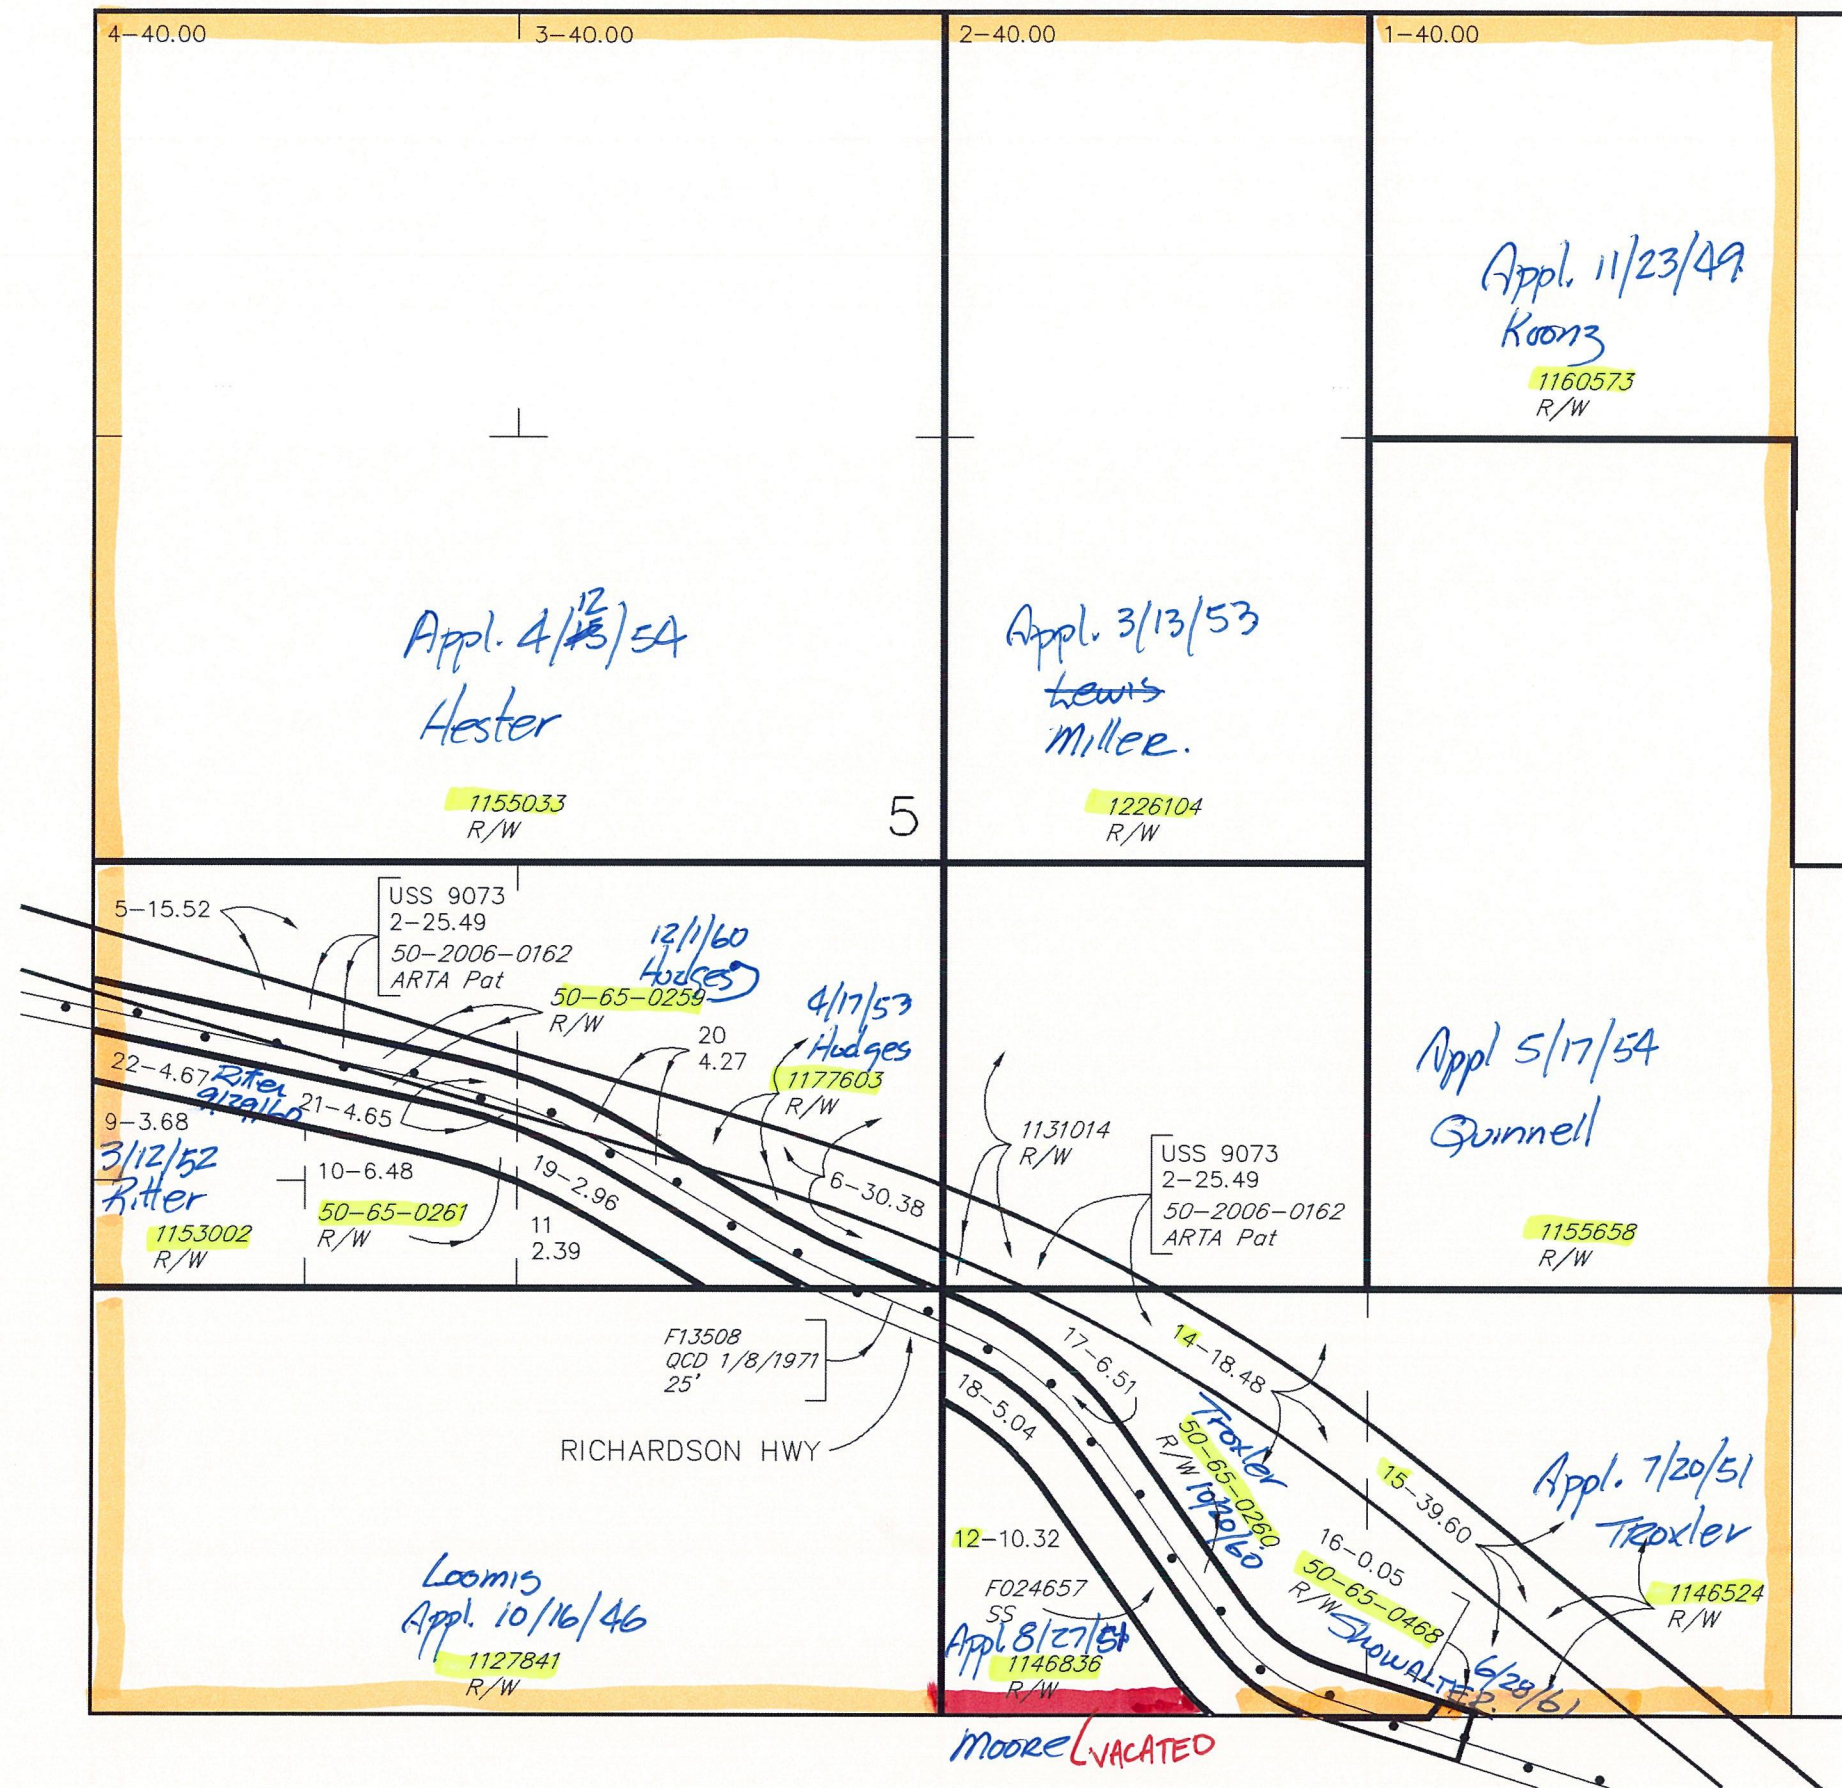 4-40.00
3-40.00
2-40.00
1-40.00
Appl. 11/23/49
Koonz
1160573
R/W
Appl. 4/12/54
Hester
1155033
R/W
5
Appl. 3/13/53
Lewis
Miller.
1226104
R/W
Appl 5/17/54
Quinnell
1155658
R/W
5-15.52
USS 9073
2-25.49
50-2006-0162
ARTA Pat
12/1/60
Hodges
50-65-0259
R/W
20
4.27
4/17/53
Hodges
1177603
R/W
22-4.67
Ritter
9/29/60
21-4.65
9-3.68
3/12/52
Ritter
1153002
R/W
10-6.48
50-65-0261
R/W
19-2.96
11
2.39
6-30.38
1131014
R/W
USS 9073
2-25.49
50-2006-0162
ARTA Pat
F13508
QCD 1/8/1971
25'
RICHARDSON HWY
Loomis
Appl. 10/16/46
1127841
R/W
17-6.51
18-5.04
14-18.48
Troxler
50-65-0260
R/W
15-39.60
16-0.05
50-65-0468
R/W
SHOWALTER
6/28/61
Appl. 7/20/51
Troxler
1146524
R/W
12-10.32
F024657
SS
Appl 8/27/51
1146836
R/W
MOORE (VACATED